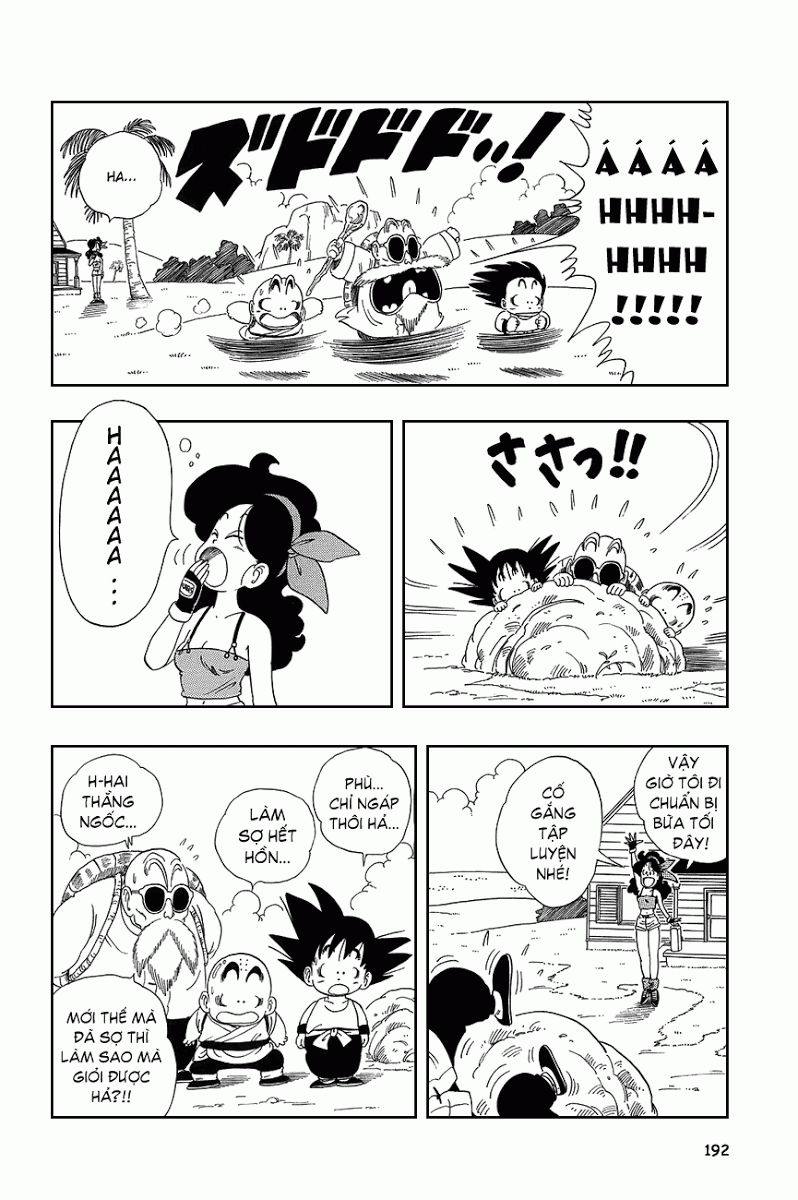 Á Á Á Á
HHHH-
HHHH
!!!!!
ズドドド..!
HA...
ささっ!!
HAAAAAA...
VẬY
GIỜ TÔI ĐI
CHUẨN BỊ
BỮA TỐI
ĐÂY!
CỐ
GẮNG
TẬP
LUYỆN
NHÉ!
PHÙ...
CHỈ NGÁP
THÔI HẢ...
LÀM
SỢ HẾT
HỒN...
H-HAI
THẰNG
NGỐC...
MỚI THẾ MÀ
ĐÃ SỢ THÌ
LÀM SAO MÀ
GIỎI ĐƯỢC
HẢ?!!
192